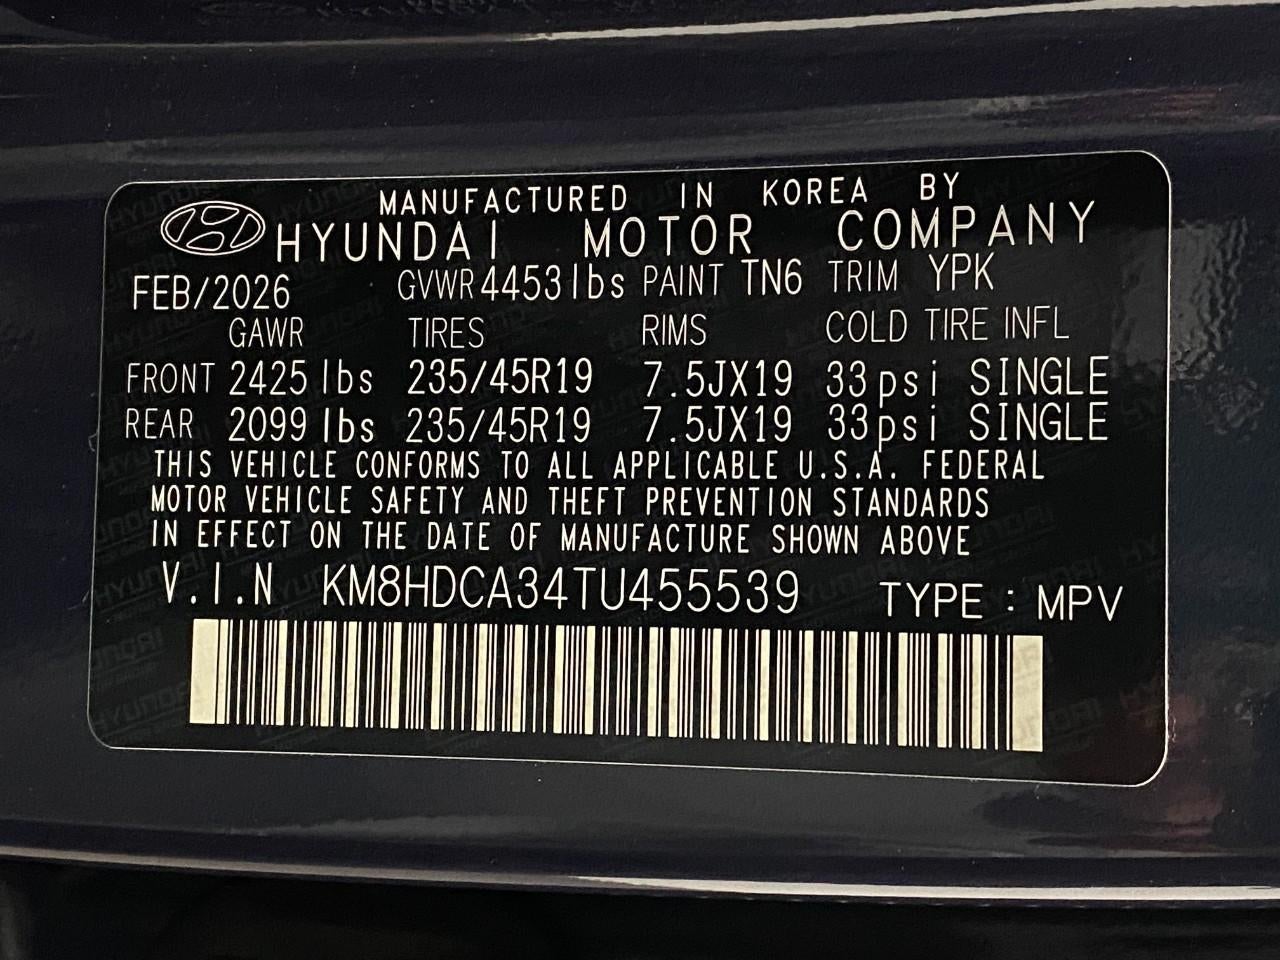 MANUFACTURED IN KOREA BY
HYUNDAI MOTOR COMPANY
FEB/2026 GVWR 4453 lbs PAINT TN6 TRIM YPK
GAWR TIRES RIMS COLD TIRE INFL
FRONT 2425 lbs 235/45R19 7.5JX19 33 psi SINGLE
REAR 2099 lbs 235/45R19 7.5JX19 33 psi SINGLE
THIS VEHICLE CONFORMS TO ALL APPLICABLE U.S.A. FEDERAL
MOTOR VEHICLE SAFETY AND THEFT PREVENTION STANDARDS
IN EFFECT ON THE DATE OF MANUFACTURE SHOWN ABOVE
V.I.N KM8HDCA34TU455539 TYPE : MPV